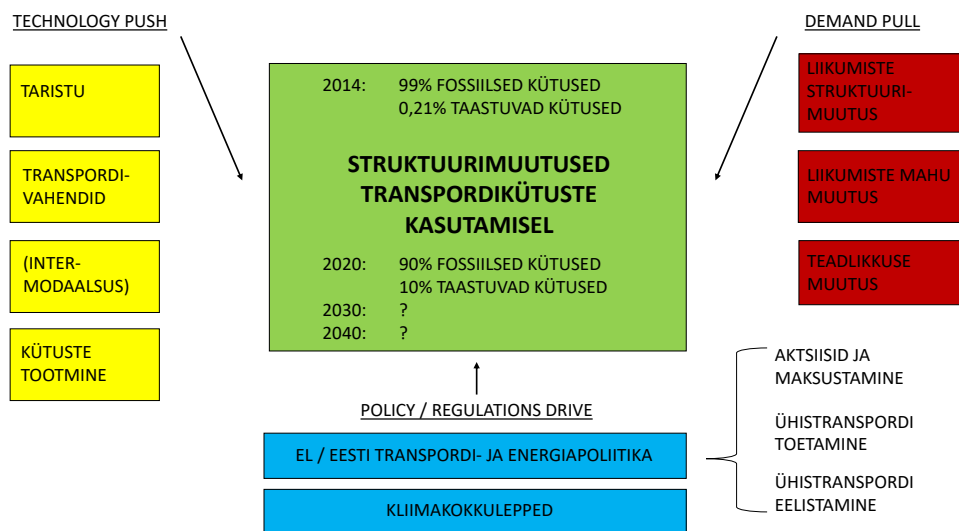 TECHNOLOGY PUSH
DEMAND PULL
TARISTU
TRANSPORDI-
VAHENDID
(INTER-
MODAALSUS)
KÜTUSTE
TOOTMINE
2014: 99% FOSSIILSED KÜTUSED
0,21% TAASTUVAD KÜTUSED
STRUKTUURIMUUTUSED
TRANSPORDIKÜTUSTE
KASUTAMISEL
2020: 90% FOSSIILSED KÜTUSED
10% TAASTUVAD KÜTUSED
2030: ?
2040: ?
LIIKUMISTE
STRUKTUURI-
MUUTUS
LIIKUMISTE MAHU
MUUTUS
TEADLIKKUSE
MUUTUS
POLICY / REGULATIONS DRIVE
EL / EESTI TRANSPORDI- JA ENERGIAPOLIITIKA
KLIIMAKOKKULEPPED
AKTSIISID JA
MAKSUSTAMINE
ÜHISTRANSPORDI
TOETAMINE
ÜHISTRANSPORDI
EELISTAMINE